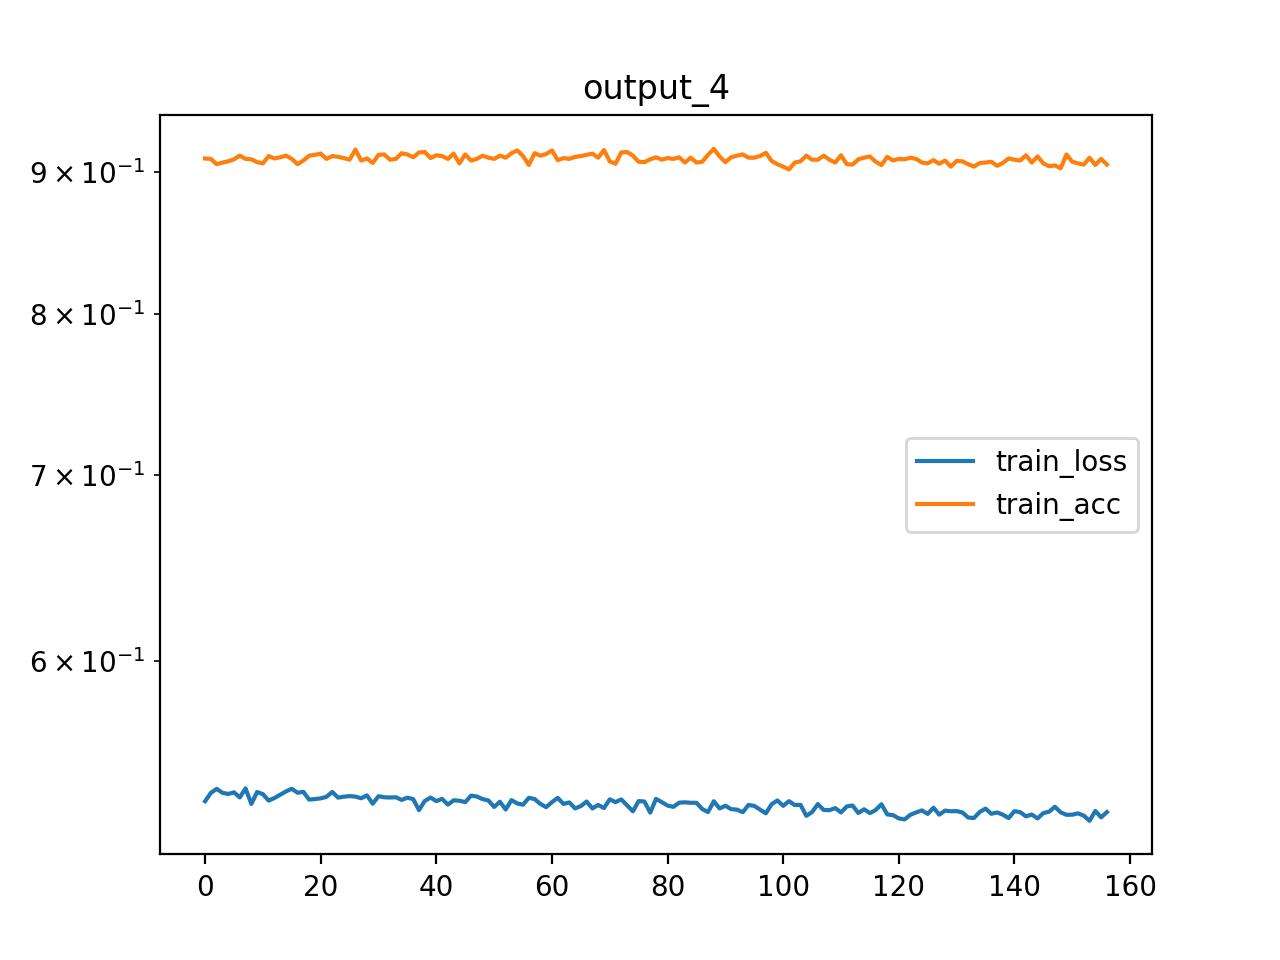 output_4
9 × 10⁻¹
8 × 10⁻¹
7 × 10⁻¹
6 × 10⁻¹
train_loss
train_acc
0 20 40 60 80 100 120 140 160